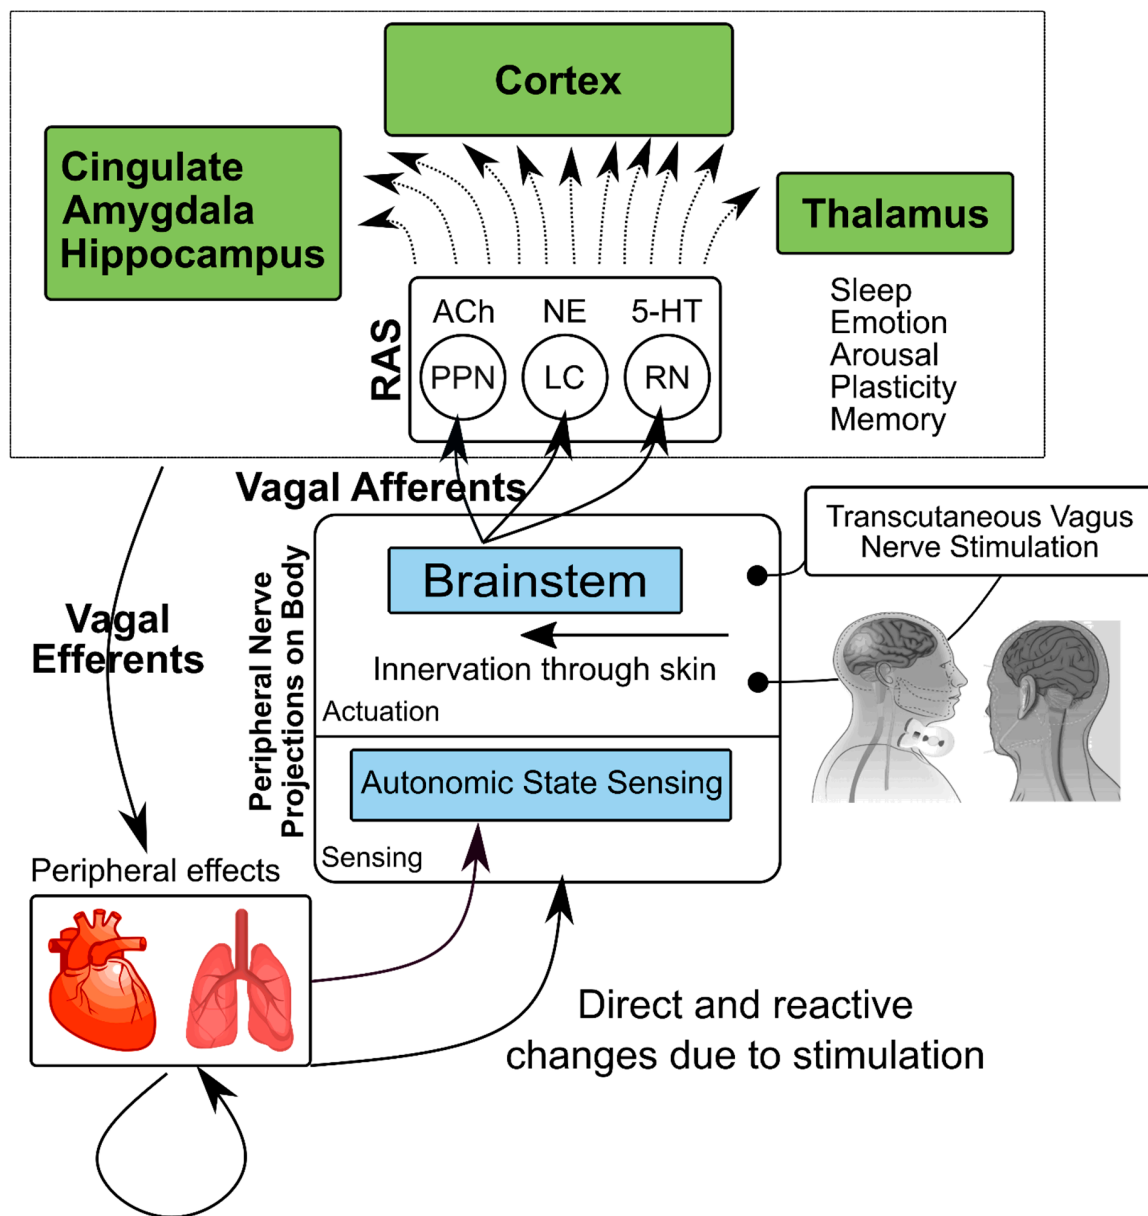 Cortex
Cingulate
Amygdala
Hippocampus
Thalamus
Sleep
Emotion
Arousal
Plasticity
Memory
RAS
ACh
NE
5-HT
PPN
LC
RN
Vagal Afferents
Vagal
Efferents
Peripheral Nerve
Projections on Body
Brainstem
Innervation through skin
Actuation
Autonomic State Sensing
Sensing
Transcutaneous Vagus
Nerve Stimulation
Peripheral effects
Direct and reactive
changes due to stimulation